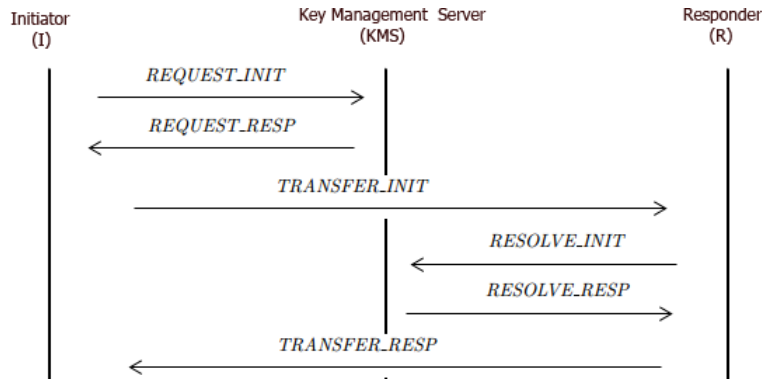 Initiator
(I)
Key Management Server
(KMS)
Responder
(R)
REQUEST_INIT
REQUEST_RESP
TRANSFER_INIT
RESOLVE_INIT
RESOLVE_RESP
TRANSFER_RESP